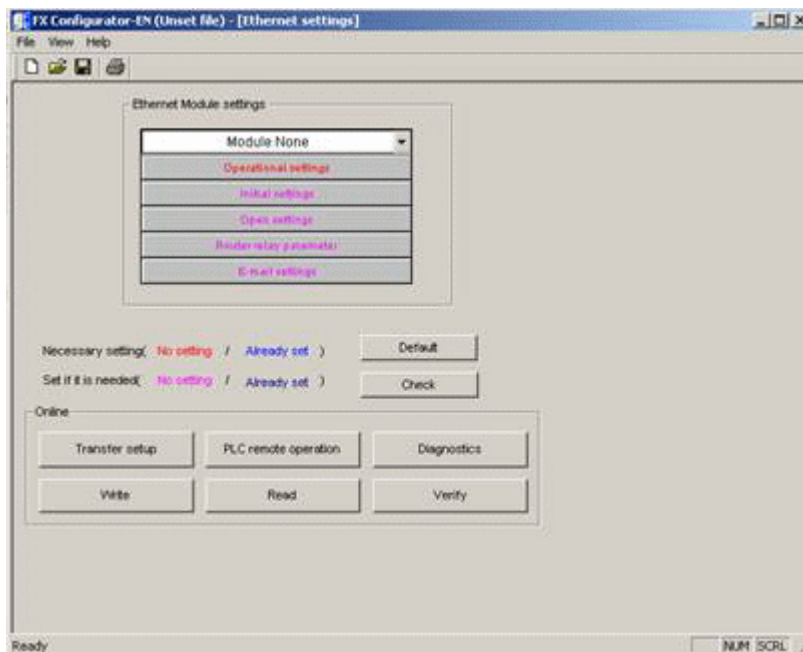 FX Configurator-EN (Unset file) - [Ethernet settings]
File View Help
Ethernet Module settings
Module None
Operational settings
Initial settings
Open settings
Router relay parameter
E-mail settings
Necessary setting( No setting / Already set )
Default
Set if it is needed( No setting / Already set )
Check
Online
Transfer setup
PLC remote operation
Diagnostics
Write
Read
Verify
Ready
NUM
SCRL